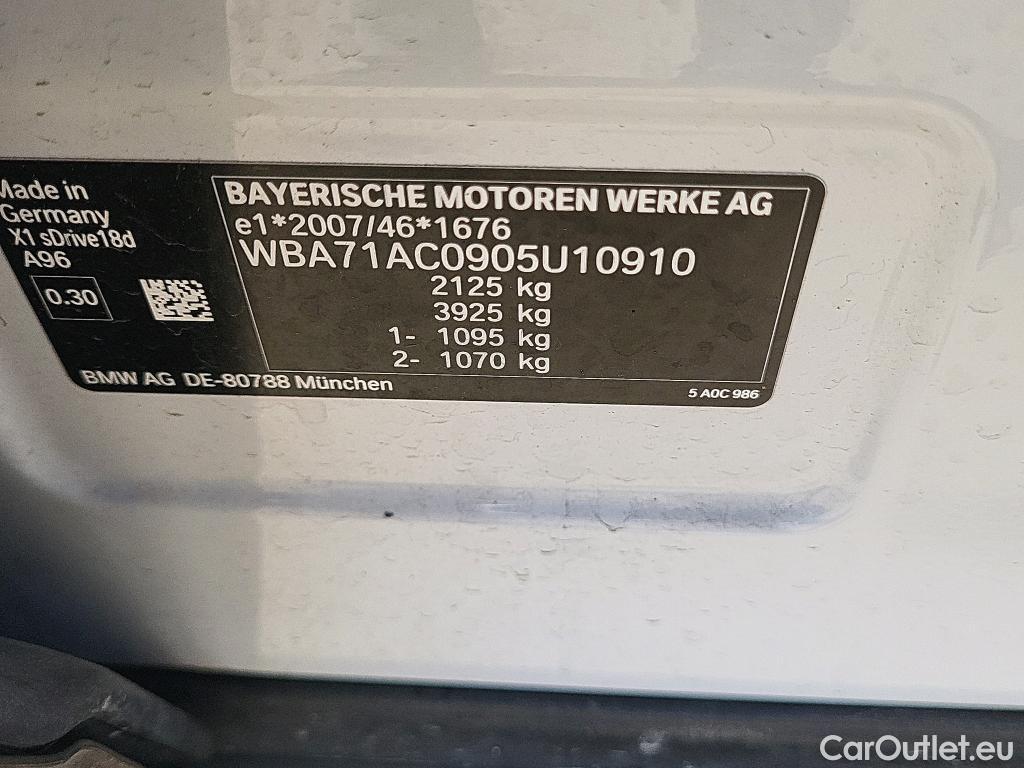 Made in
Germany
X1 sDrive18d
A96
0.30
BAYERISCHE MOTOREN WERKE AG
e1*2007/46*1676
WBA71AC0905U10910
2125 kg
3925 kg
1- 1095 kg
2- 1070 kg
BMW AG DE-80788 München
5 A0C 986
CarOutlet.eu